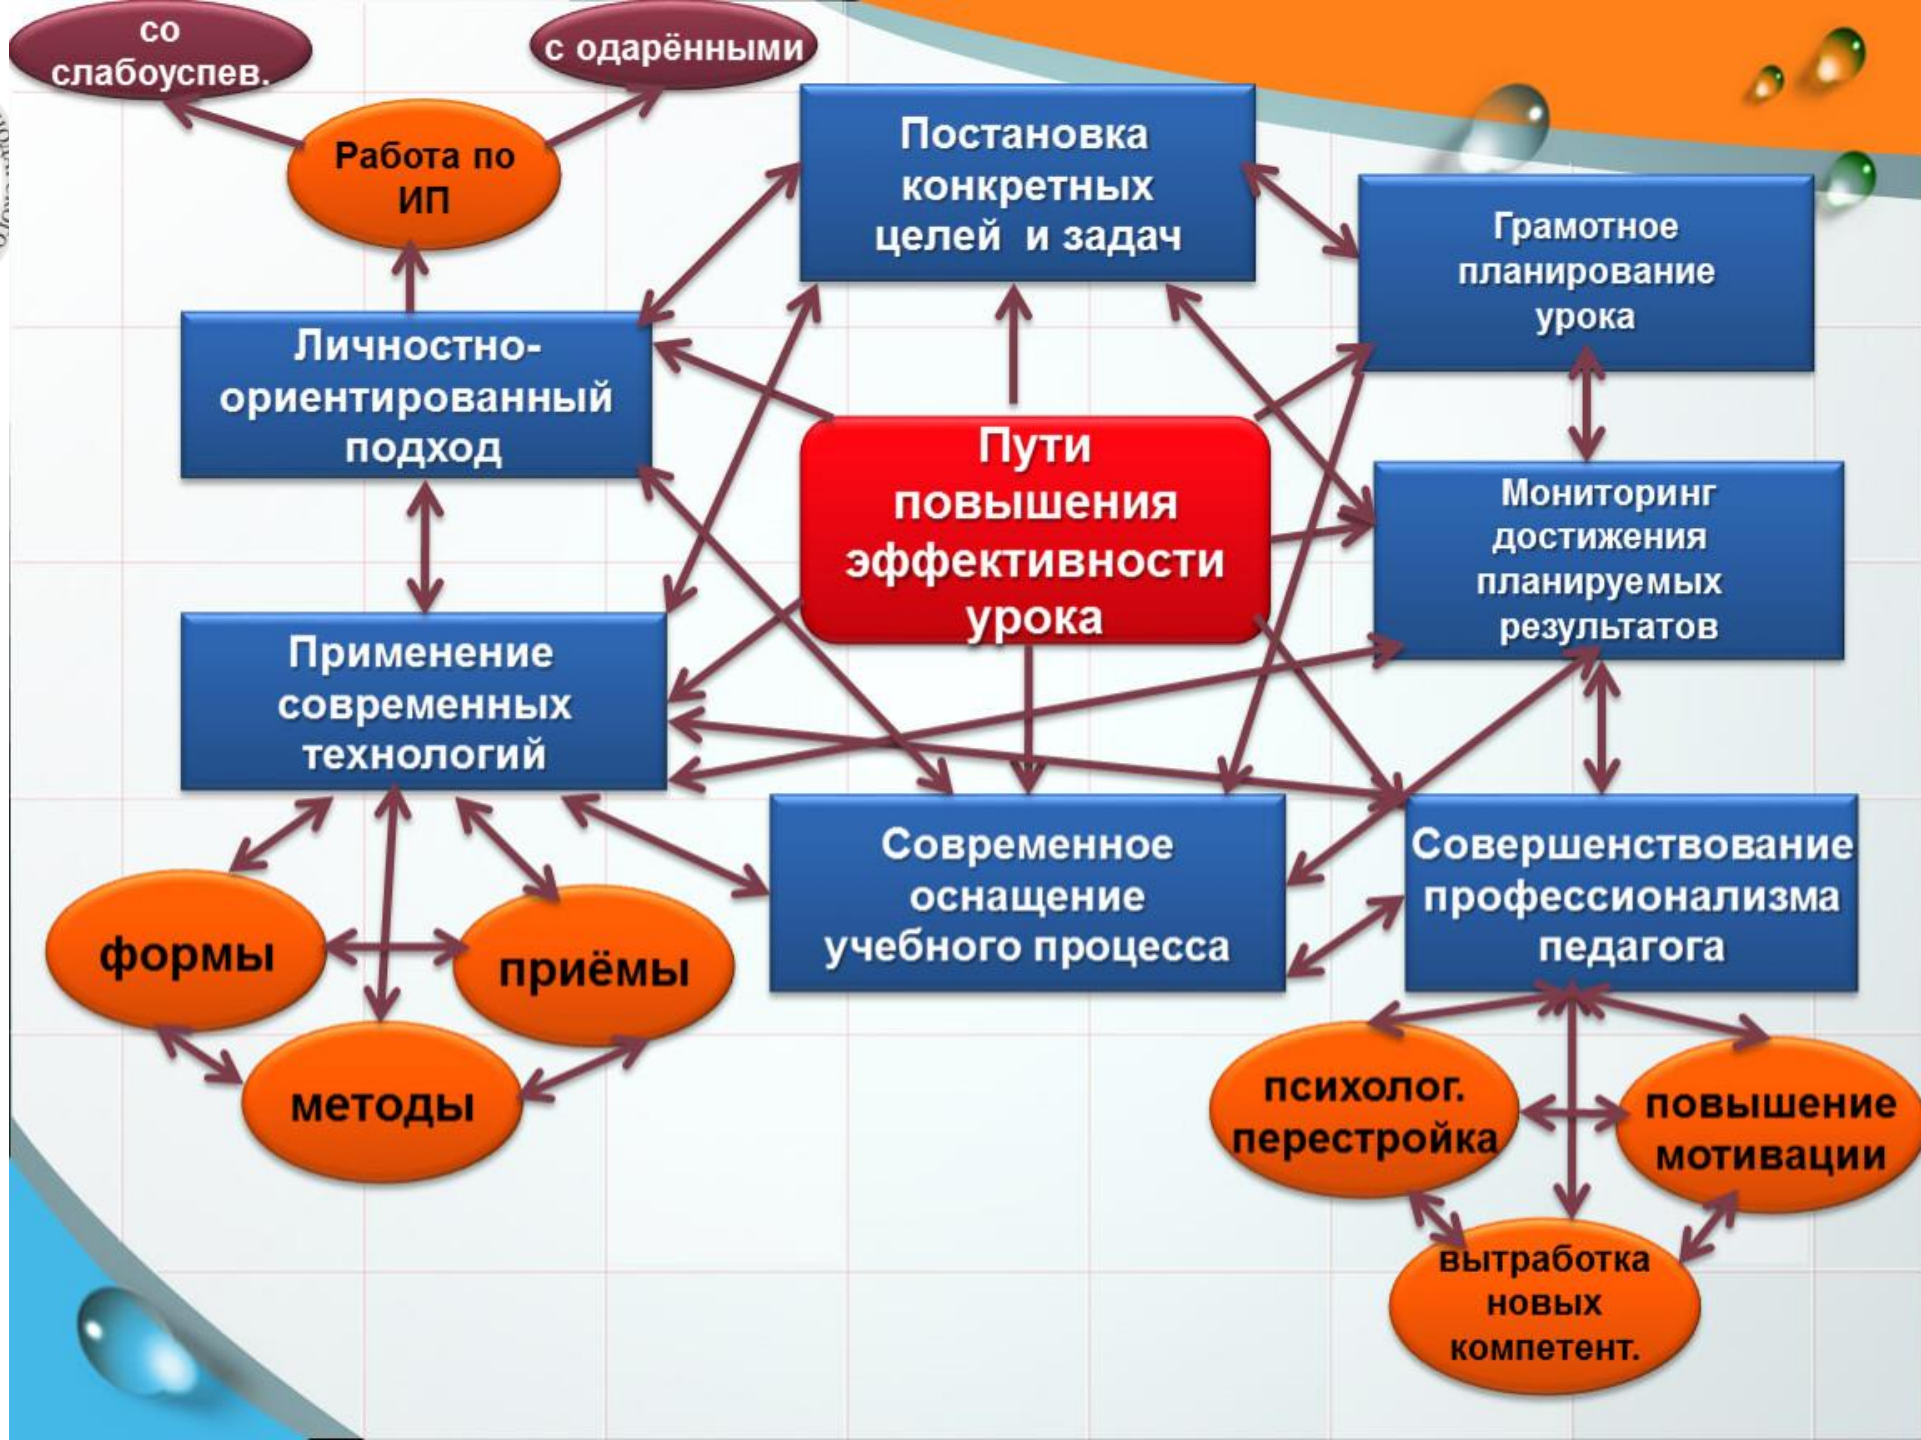 со
слабоуспев.
с одарёнными
Работа по
ИП
Постановка
конкретных
целей и задач
Грамотное
планирование
урока
Личностно-
ориентированный
подход
Пути
повышения
эффективности
урока
Мониторинг
достижения
планируемых
результатов
Применение
современных
технологий
Современное
оснащение
учебного процесса
Совершенствование
профессионализма
педагога
формы
приёмы
методы
психолог.
перестройка
повышение
мотивации
вытработка
новых
компетент.